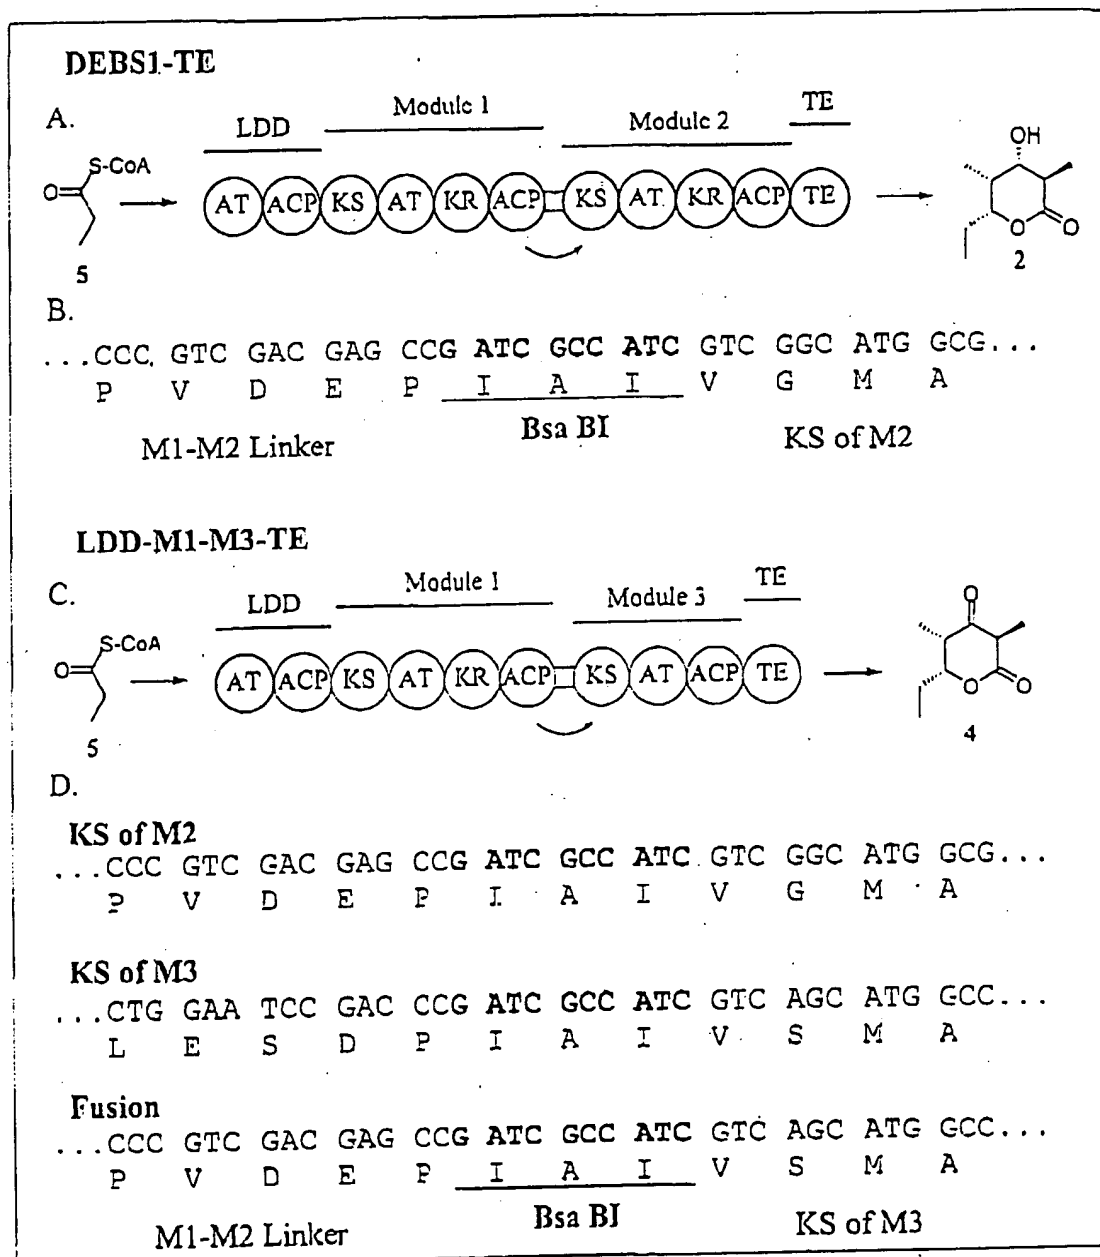 DEBS1-TE
A.
LDD
Module 1
Module 2
TE
S-CoA
O
5
AT ACP KS AT KR ACP KS AT KR ACP TE
OH
O
O
2
B.
...CCC GTC GAC GAG CCG ATC GCC ATC GTC GGC ATG GCG...
P V D E P I A I V G M A
M1-M2 Linker
Bsa BI
KS of M2
LDD-M1-M3-TE
C.
LDD
Module 1
Module 3
TE
S-CoA
O
5
AT ACP KS AT KR ACP KS AT ACP TE
O
O
O
4
D.
KS of M2
...CCC GTC GAC GAG CCG ATC GCC ATC GTC GGC ATG GCG...
P V D E P I A I V G M A
KS of M3
...CTG GAA TCC GAC CCG ATC GCC ATC GTC AGC ATG GCC...
L E S D P I A I V S M A
Fusion
...CCC GTC GAC GAG CCG ATC GCC ATC GTC AGC ATG GCC...
P V D E P I A I V S M A
M1-M2 Linker
Bsa BI
KS of M3